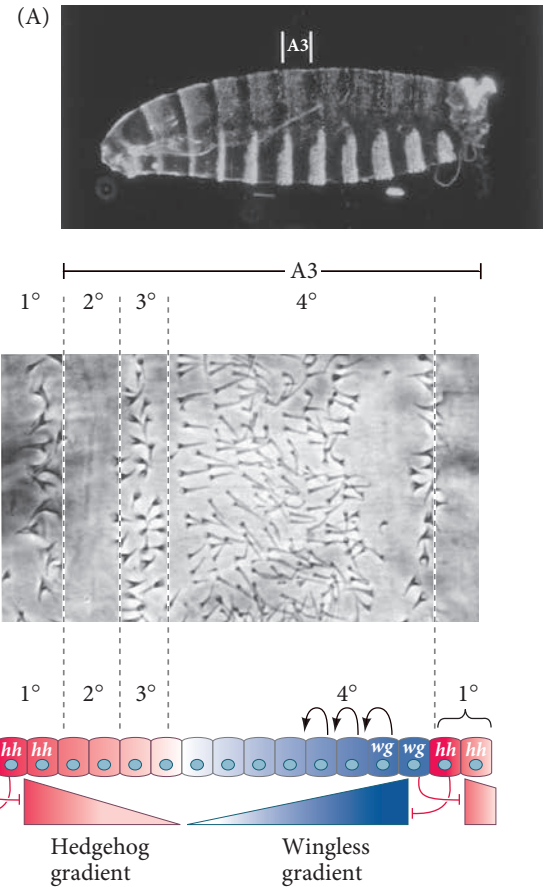 (A)
A3
A3
1° 2° 3° 4°
1° 2° 3° 4° 1°
hh hh wg wg hh hh
Hedgehog Wingless
gradient gradient